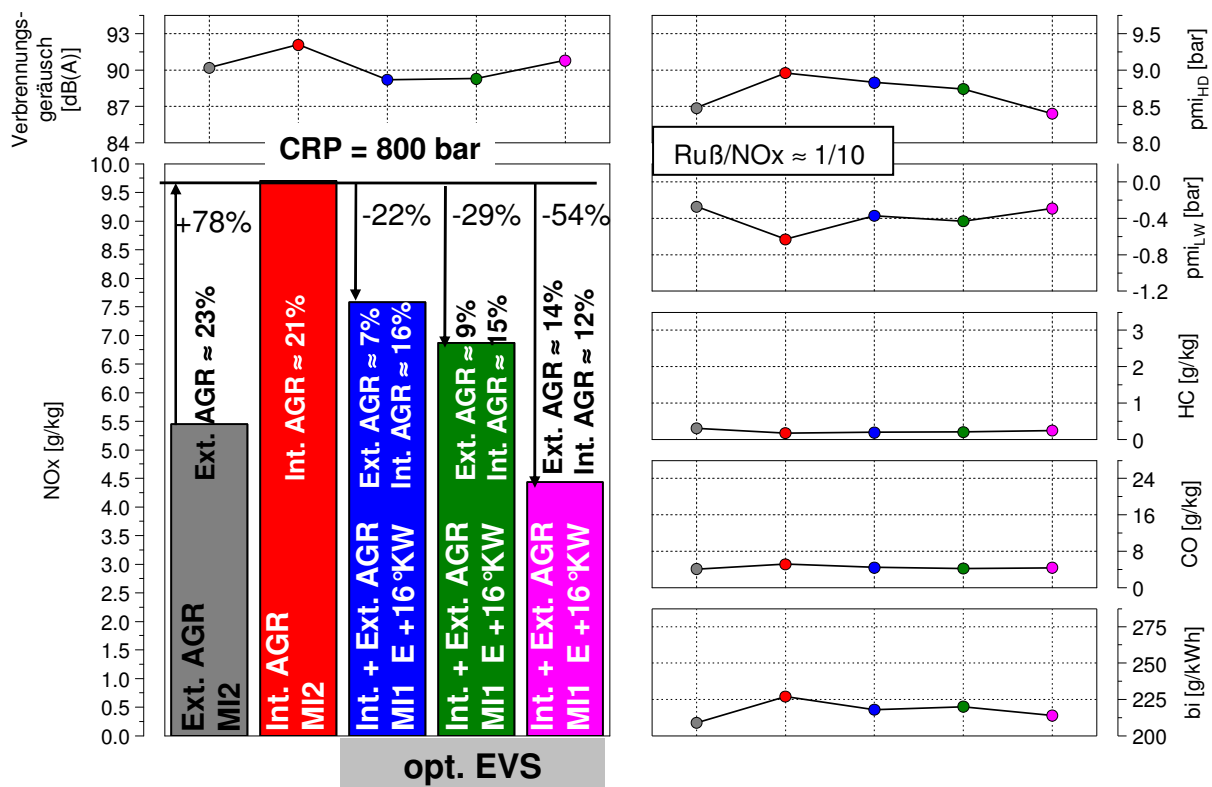 Verbrennungs-
geräusch
[dB(A)]
93
90
87
84
CRP = 800 bar
NOx [g/kg]
10.0
9.5
9.0
8.5
8.0
7.5
7.0
6.5
6.0
5.5
5.0
4.5
4.0
3.5
3.0
2.5
2.0
1.5
1.0
0.5
0.0
+78%
-22%
-29%
-54%
Ext. AGR ≈ 23%
Int. AGR ≈ 21%
Ext. AGR ≈ 7%
Int. AGR ≈ 16%
Ext. AGR ≈ 9%
Int. AGR ≈ 15%
Ext. AGR ≈ 14%
Int. AGR ≈ 12%
Ext. AGR
MI2
Int. AGR
MI2
Int. + Ext. AGR
MI1 E +16°KW
Int. + Ext. AGR
MI1 E +16°KW
Int. + Ext. AGR
MI1 E +16°KW
opt. EVS
9.5
9.0
8.5
8.0
pmiHD [bar]
Ruß/NOx ≈ 1/10
0.0
-0.4
-0.8
-1.2
pmiLW [bar]
3
2
1
0
HC [g/kg]
24
16
8
0
CO [g/kg]
275
250
225
200
bi [g/kWh]